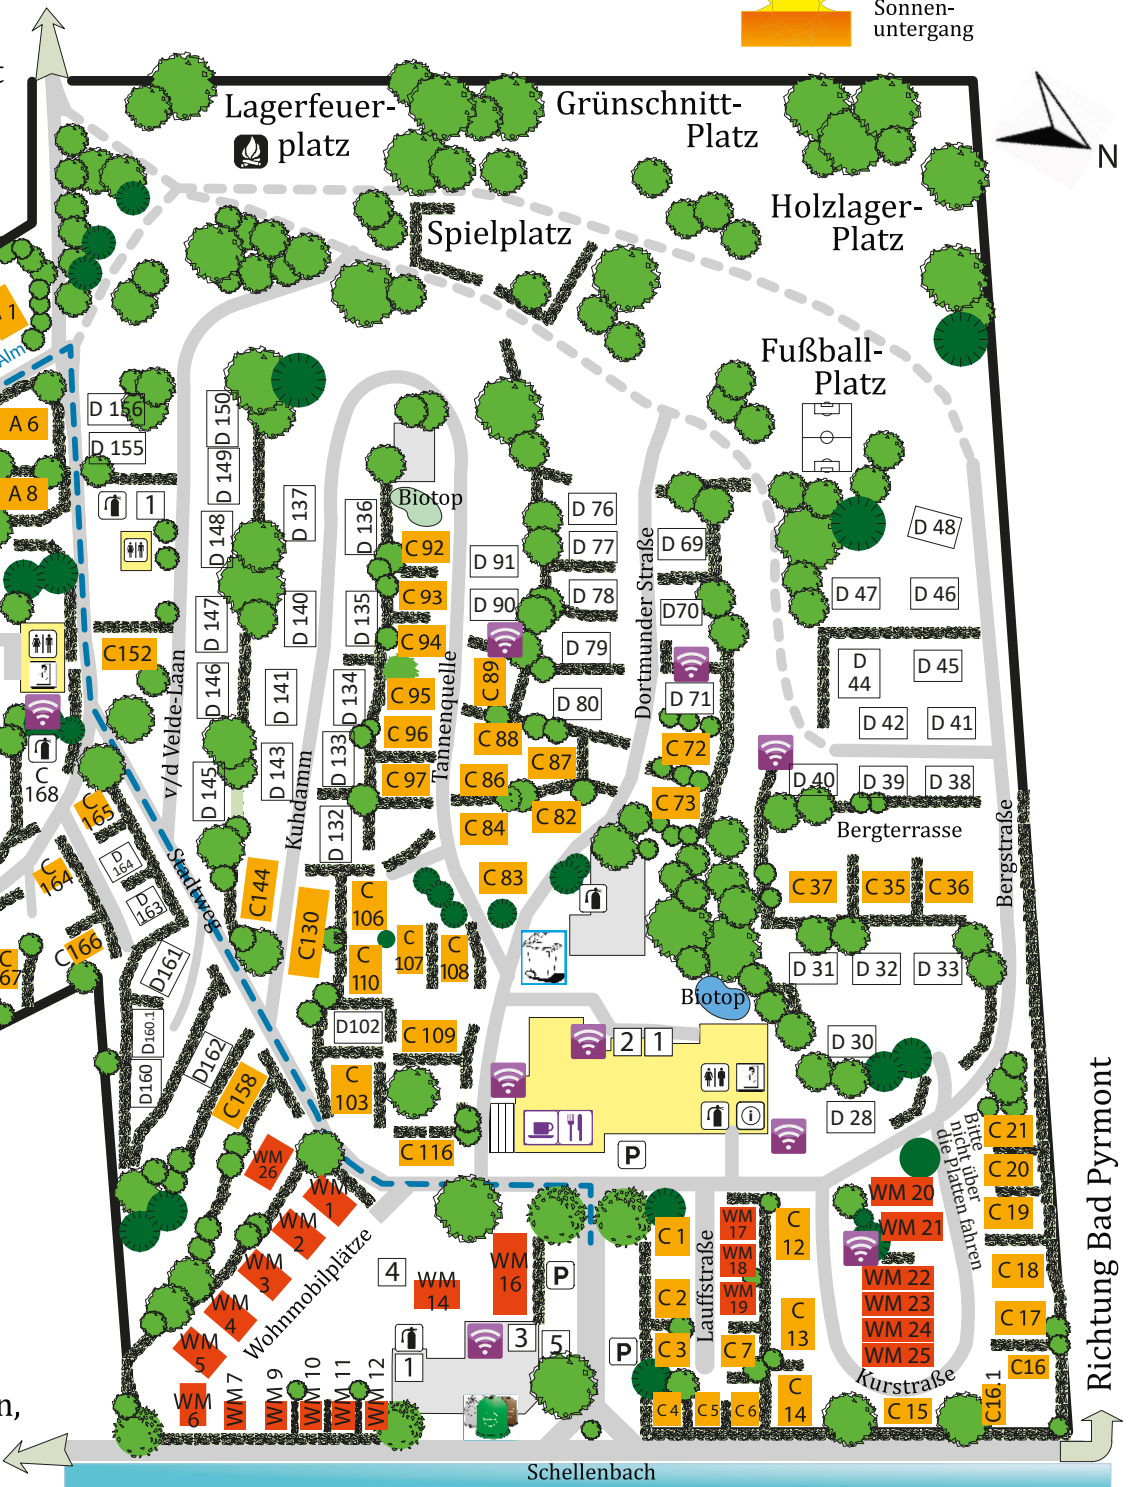 Sonnen-
untergang
Lagerfeuer-
platz
Grünschnitt-
Platz
N
Holzlager-
Platz
Spielplatz
1
Alm
Fußball-
Platz
A 6
D 156
D 155
D 150
A 8
1
D 149
D 148
D 137
D 136
Biotop
C 92
C 93
C 94
C 95
C 96
C 97
D 91
D 90
C 89
C 88
C 87
C 86
C 84
C 82
C 83
D 76
D 77
D 78
D 79
D 80
Dortmunder Straße
D 69
D70
D 71
C 72
C 73
D 48
D 47
D 46
D
44
D 45
D 42
D 41
D 40
D 39
D 38
Bergterrasse
Bergstraße
C 37
C 35
C 36
D 31
D 32
D 33
D 30
D 28
Biotop
C152
D 147
D 146
D 145
v/d Velde-Laan
D 140
D 141
D 143
Kuhdamm
D 135
D 134
D 133
D 132
Tannenquelle
C
168
C
165
C
164
C
166
C
67
D
164
D
163
D161
Stadtweg
C144
C130
C
106
C
110
C
107
C
108
D102
C 109
C
103
C 116
D160.1
D160
D162
C158
2
1
P
WM
26
WM
1
WM
2
WM
3
WM
4
WM
5
WM
6
WM 7
WM 9
WM 10
WM 11
WM 12
Wohnmobilplätze
4
WM
14
WM
16
P
3
5
1
P
C 1
C 2
C 3
C 4
C 5
C 6
C 7
Lauffstraße
WM
17
WM
18
WM
19
C
12
C
13
C
14
WM 20
WM 21
WM 22
WM 23
WM 24
WM 25
Kurstraße
C 15
C16.1
C16
C 17
C 18
C 19
C 20
C 21
Bitte
nicht über
die Platten fahren
Richtung Bad Pyrmont
n,
Schellenbach